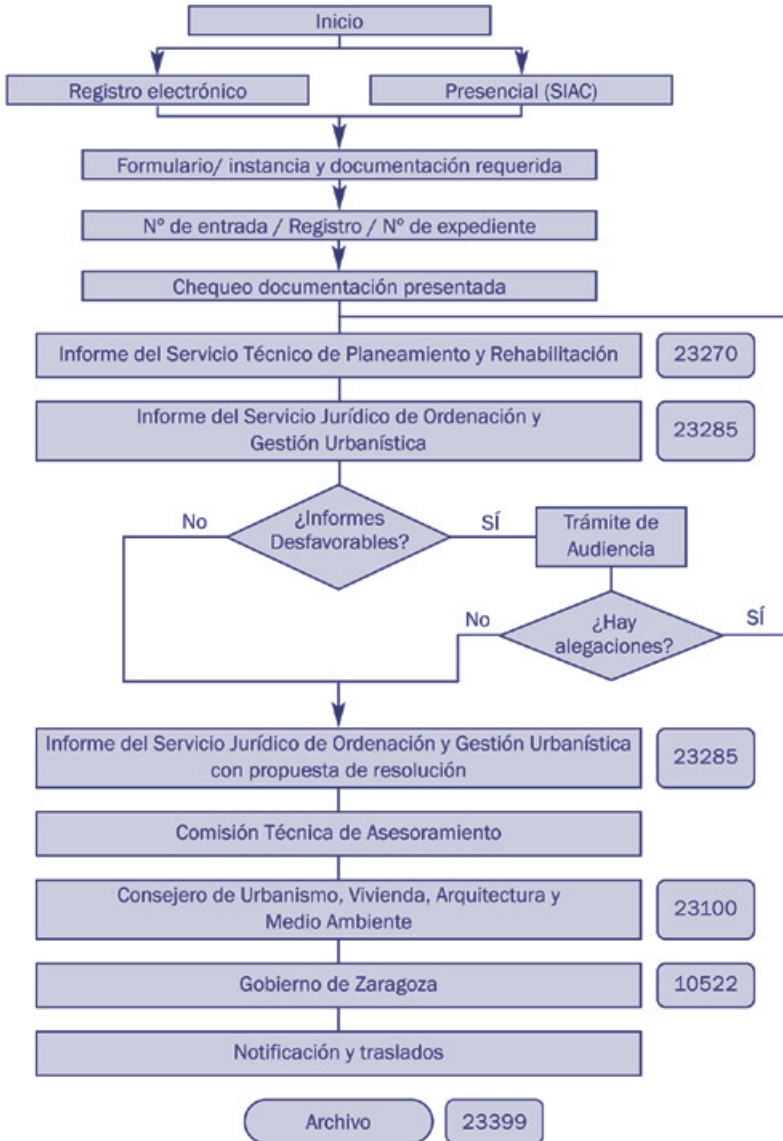 Inicio
Registro electrónico
Presencial (SIAC)
Formulario/ instancia y documentación requerida
Nº de entrada / Registro / Nº de expediente
Chequeo documentación presentada
Informe del Servicio Técnico de Planeamiento y Rehabilitación
23270
Informe del Servicio Jurídico de Ordenación y
Gestión Urbanística
23285
No
¿Informes
Desfavorables?
SÍ
Trámite de
Audiencia
No
¿Hay
alegaciones?
SÍ
Informe del Servicio Jurídico de Ordenación y Gestión Urbanística
con propuesta de resolución
23285
Comisión Técnica de Asesoramiento
Consejero de Urbanismo, Vivienda, Arquitectura y
Medio Ambiente
23100
Gobierno de Zaragoza
10522
Notificación y traslados
Archivo
23399